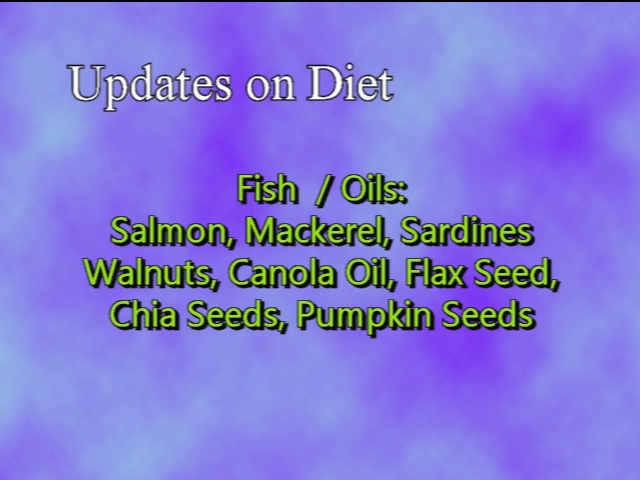 Updates on Diet
Fish / Oils:
Salmon, Mackerel, Sardines
Walnuts, Canola Oil, Flax Seed,
Chia Seeds, Pumpkin Seeds